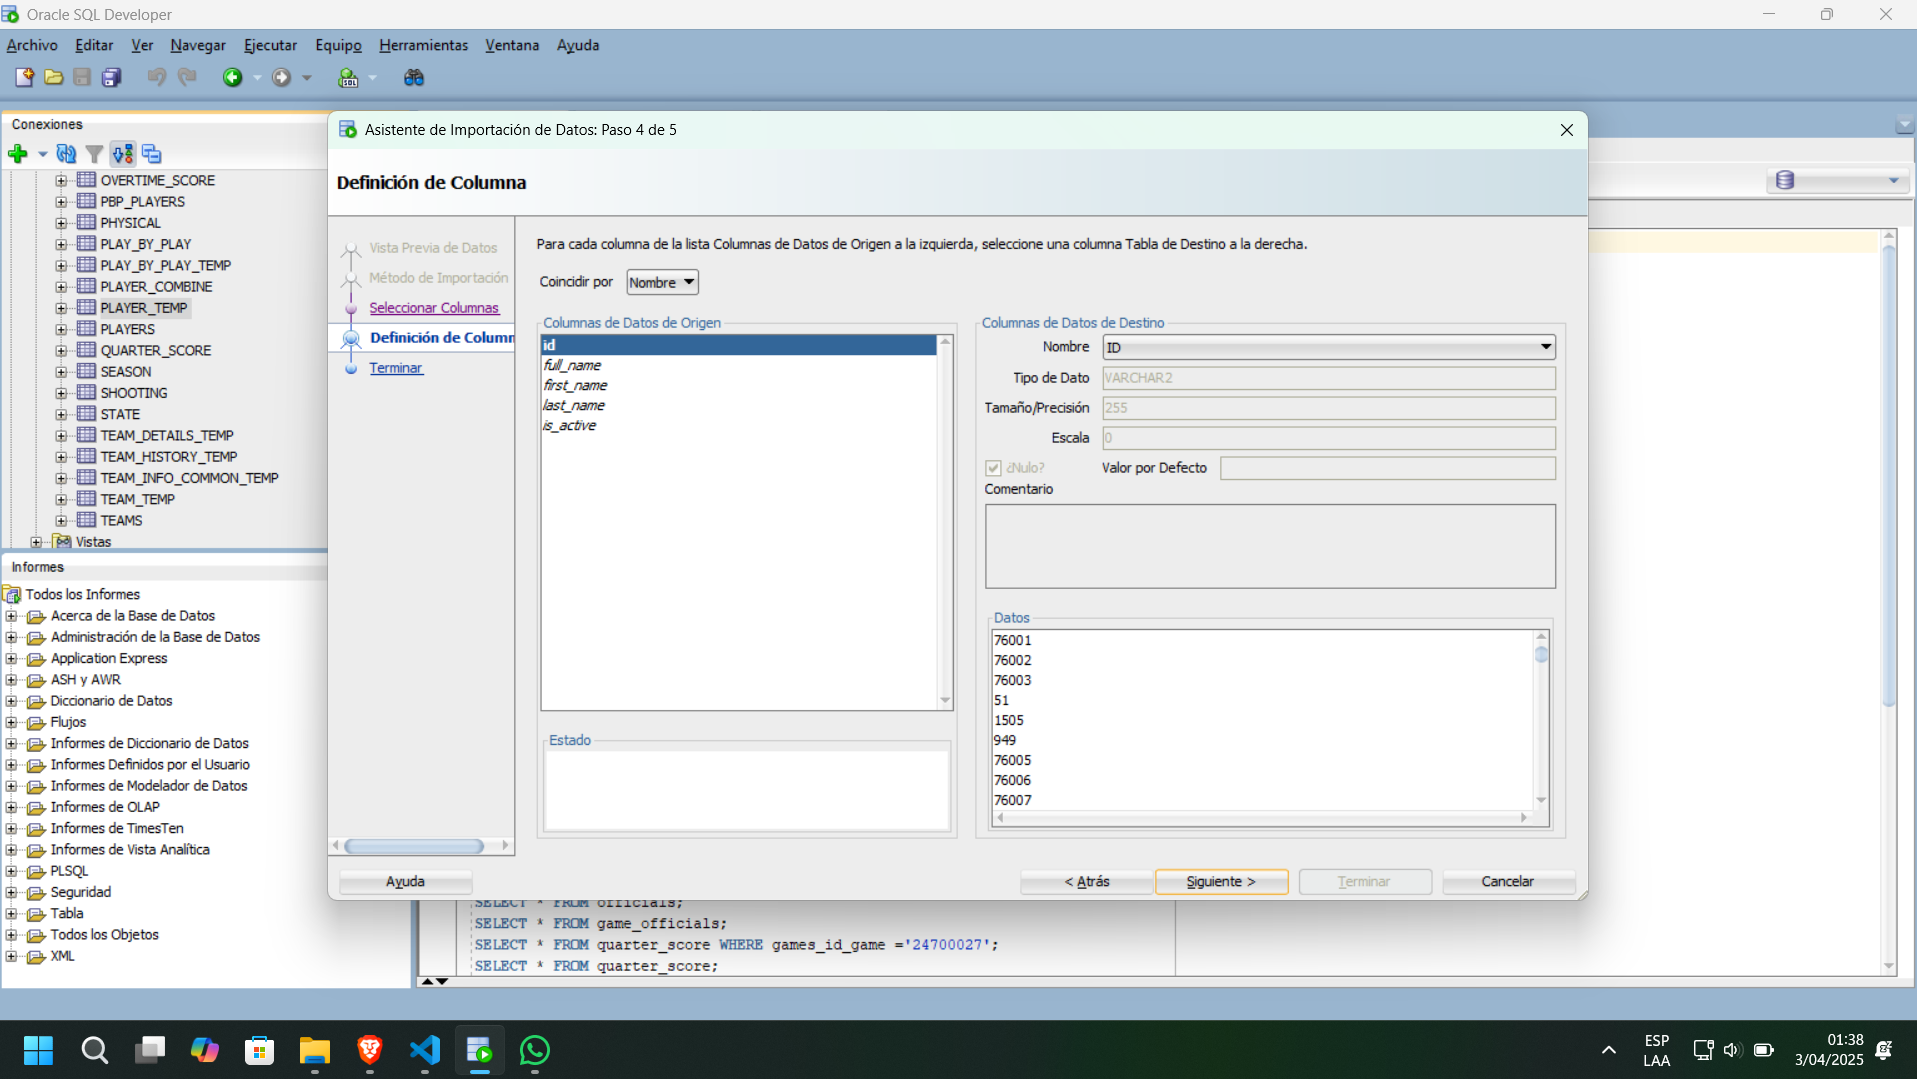 Oracle SQL Developer
Archivo Editar Ver Navegar Ejecutar Equipo Herramientas Ventana Ayuda
Conexiones
OVERTIME_SCORE
PBP_PLAYERS
PHYSICAL
PLAY_BY_PLAY
PLAY_BY_PLAY_TEMP
PLAYER_COMBINE
PLAYER_TEMP
PLAYERS
QUARTER_SCORE
SEASON
SHOOTING
STATE
TEAM_DETAILS_TEMP
TEAM_HISTORY_TEMP
TEAM_INFO_COMMON_TEMP
TEAM_TEMP
TEAMS
Vistas
Informes
Todos los Informes
Acerca de la Base de Datos
Administración de la Base de Datos
Application Express
ASH y AWR
Diccionario de Datos
Flujos
Informes de Diccionario de Datos
Informes Definidos por el Usuario
Informes de Modelador de Datos
Informes de OLAP
Informes de TimesTen
Informes de Vista Analítica
PLSQL
Seguridad
Tabla
Todos los Objetos
XML
Asistente de Importación de Datos: Paso 4 de 5
Definición de Columna
Vista Previa de Datos
Método de Importación
Seleccionar Columnas
Definición de Column
Terminar
Para cada columna de la lista Columnas de Datos de Origen a la izquierda, seleccione una columna Tabla de Destino a la derecha.
Coincidir por Nombre
Columnas de Datos de Origen
id
full_name
first_name
last_name
is_active
Estado
Columnas de Datos de Destino
Nombre ID
Tipo de Dato VARCHAR2
Tamaño/Precisión 255
Escala 0
¿Nulo? Valor por Defecto
Comentario
Datos
76001
76002
76003
51
1505
949
76005
76006
76007
Ayuda < Atrás Siguiente > Terminar Cancelar
SELECT * FROM officials;
SELECT * FROM game_officials;
SELECT * FROM quarter_score WHERE games_id_game ='24700027';
SELECT * FROM quarter_score;
SQL
ESP
LAA
01:38
3/04/2025